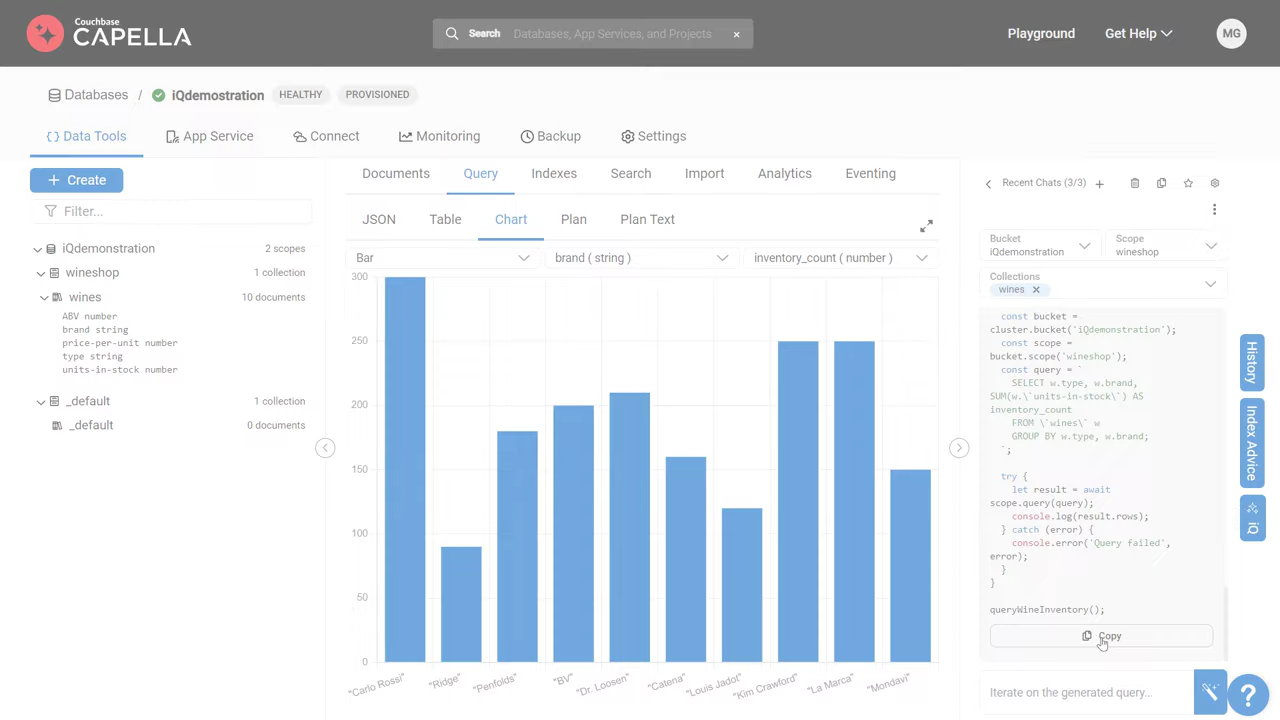 Couchbase
CAPELLA
Search Databases, App Services, and Projects ×
Playground
Get Help
MG
Databases / iQdemostration HEALTHY PROVISIONED
{} Data Tools
App Service
Connect
Monitoring
Backup
Settings
+ Create
Filter...
iQdemonstration 2 scopes
wineshop 1 collection
wines 10 documents
ABV number
brand string
price-per-unit number
type string
units-in-stock number
_default 1 collection
_default 0 documents
Documents Query Indexes Search Import Analytics Eventing
JSON Table Chart Plan Plan Text
Bar
brand ( string )
inventory_count ( number )
300
250
200
150
100
50
0
"Carlo Rossi" "Ridge" "Penfolds" "BV" "Dr. Loosen" "Catena" "Louis Jadot" "Kim Crawford" "La Marca" "Mondavi"
Recent Chats (3/3) +
Bucket
iQdemonstration
Scope
wineshop
Collections
wines ×
const bucket =
cluster.bucket('iQdemonstration');
const scope =
bucket.scope('wineshop');
const query = `
SELECT w.type, w.brand,
SUM(w.\`units-in-stock\`) AS
inventory_count
FROM \`wines\` w
GROUP BY w.type, w.brand;
`;
try {
let result = await
scope.query(query);
console.log(result.rows);
} catch (error) {
console.error('Query failed',
error);
}
}
queryWineInventory();
Copy
Iterate on the generated query...
History
Index Advice
iQ
?